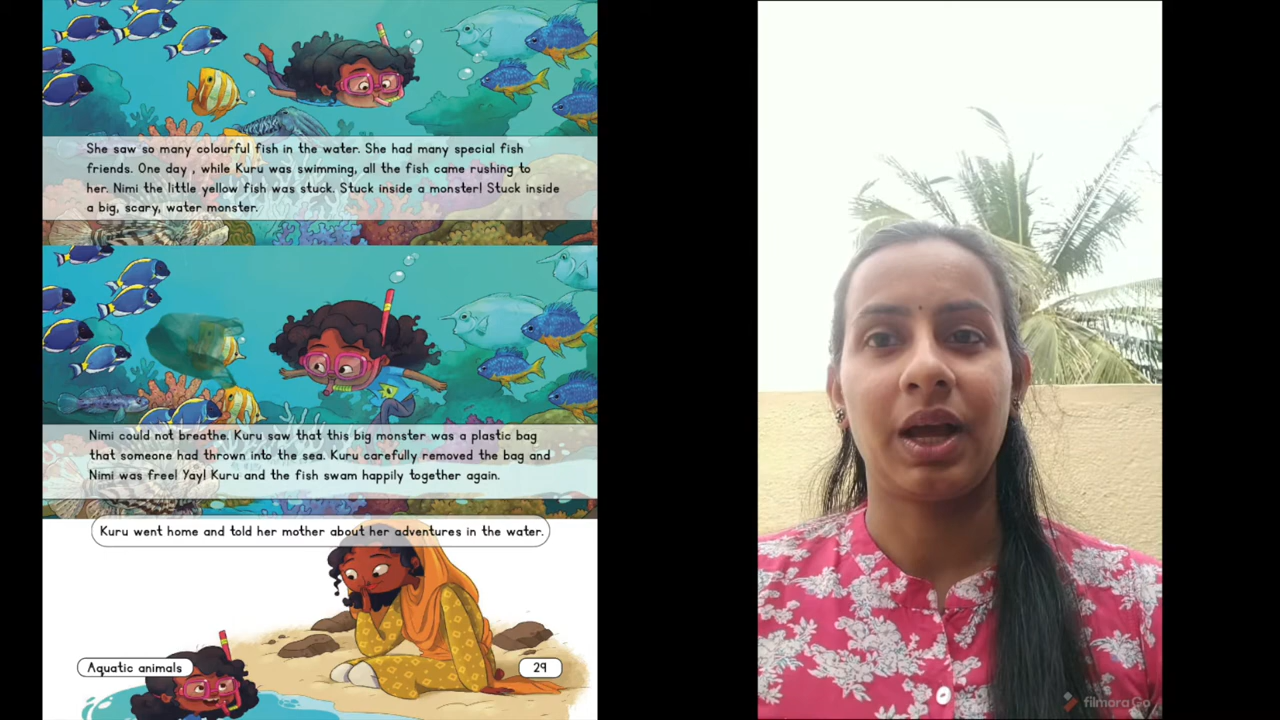 She saw so many colourful fish in the water. She had many special fish
friends. One day , while Kuru was swimming, all the fish came rushing to
her. Nimi the little yellow fish was stuck. Stuck inside a monster! Stuck inside
a big, scary, water monster.
Nimi could not breathe. Kuru saw that this big monster was a plastic bag
that someone had thrown into the sea. Kuru carefully removed the bag and
Nimi was free! Yay! Kuru and the fish swam happily together again.
Kuru went home and told her mother about her adventures in the water.
Aquatic animals
29
filmora Go